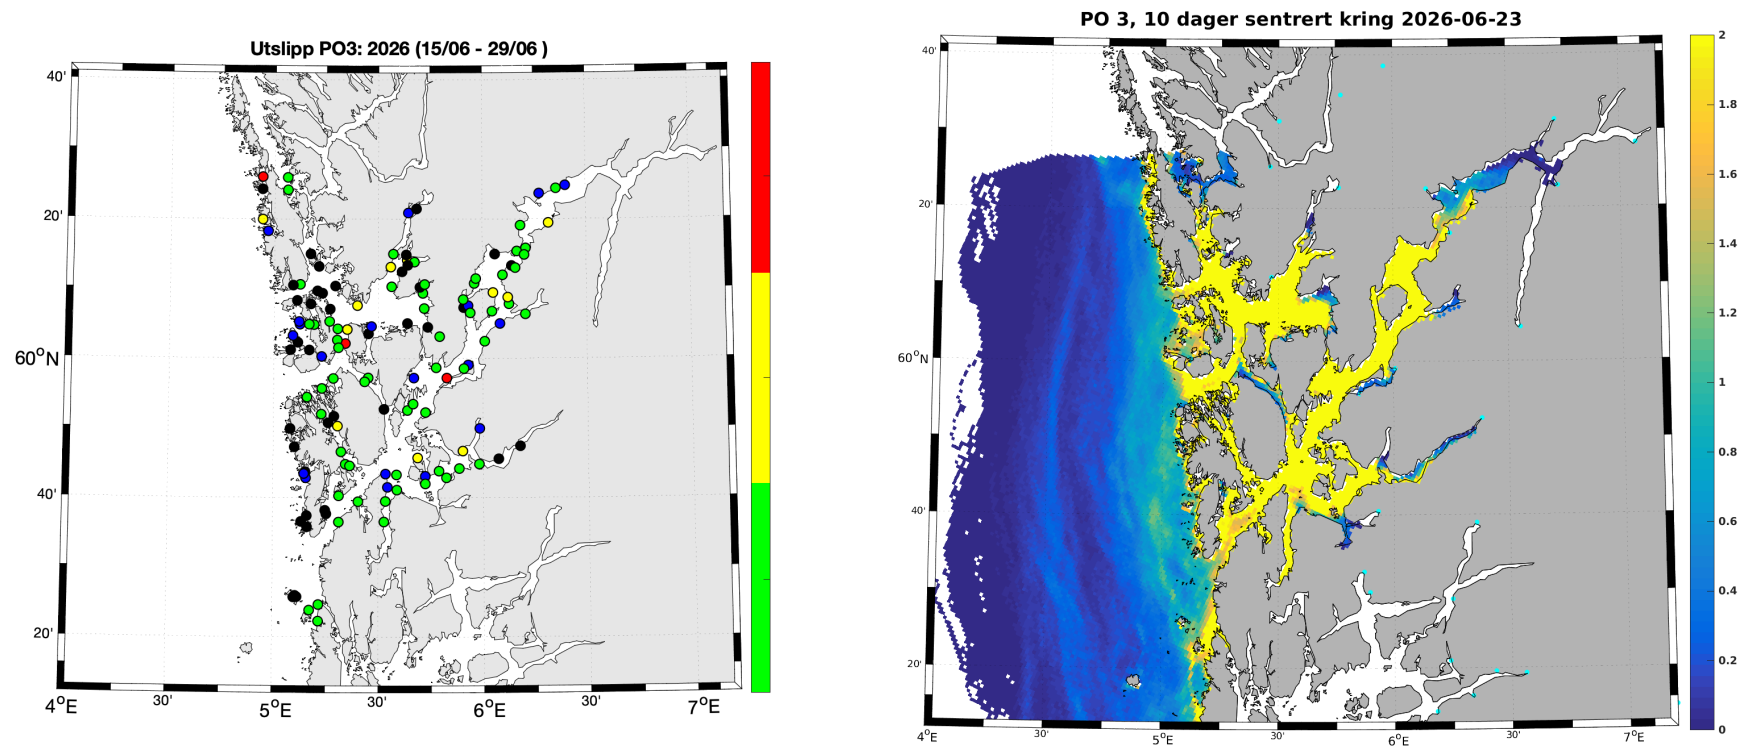 Utslipp PO3: 2026 (15/06 - 29/06 )
40'
20'
60°N
40'
20'
4°E
30'
5°E
30'
6°E
30'
7°E
PO 3, 10 dager sentrert kring 2026-06-23
40'
20'
60°N
40'
20'
4°E
30'
5°E
30'
6°E
30'
7°E
2
1.8
1.6
1.4
1.2
1
0.8
0.6
0.4
0.2
0